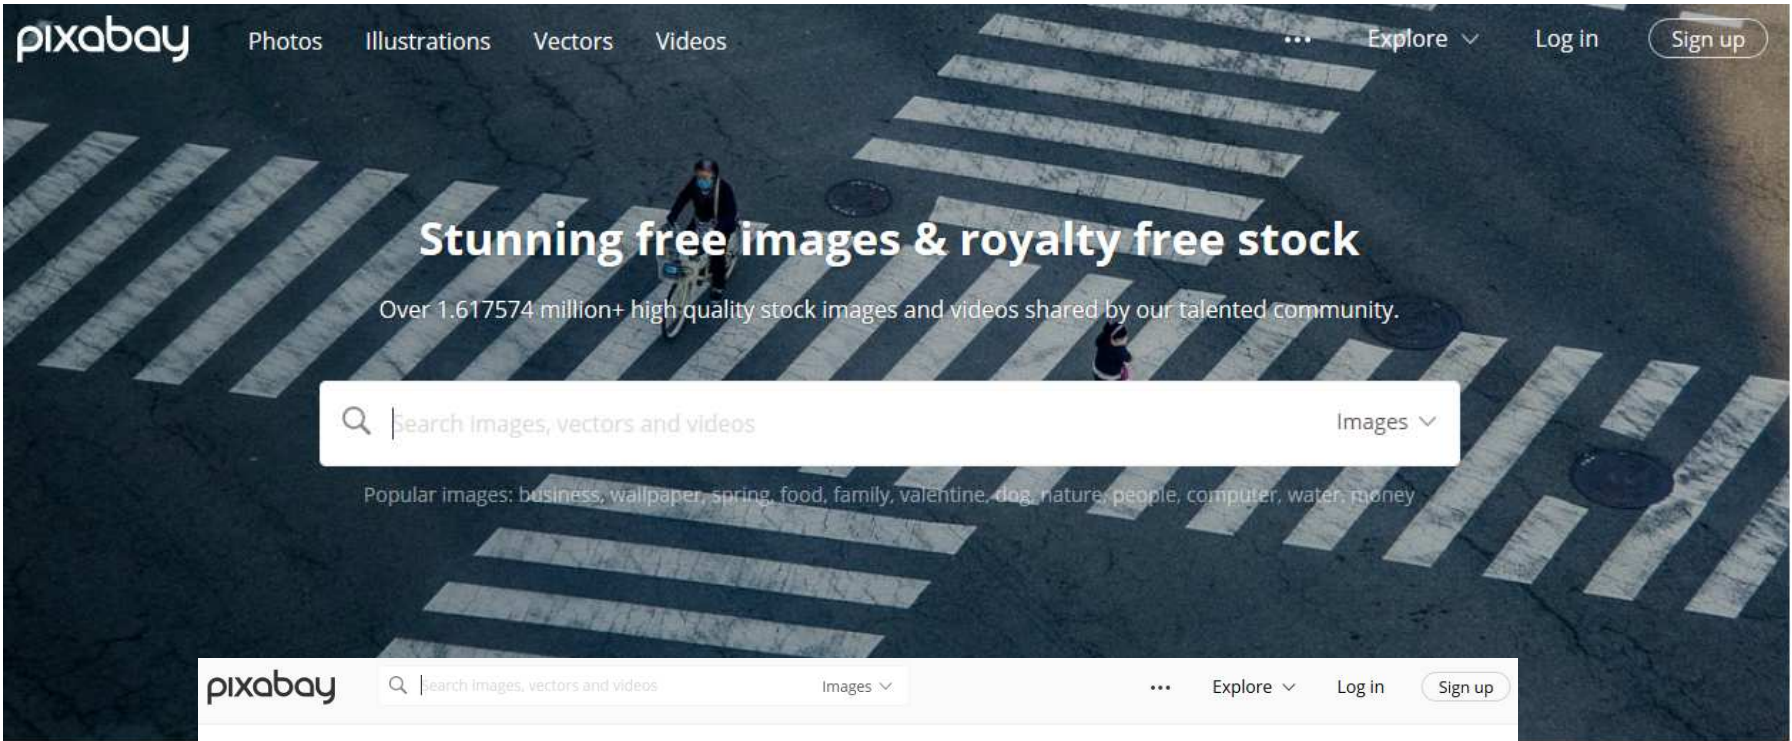 pixabay Photos Illustrations Vectors Videos ••• Explore Log in Sign up
Stunning free images & royalty free stock
Over 1.617574 million+ high quality stock images and videos shared by our talented community.
Search images, vectors and videos Images
Popular images: business, wallpaper, spring, food, family, valentine, dog, nature, people, computer, water, money
pixabay Search images, vectors and videos Images ••• Explore Log in Sign up